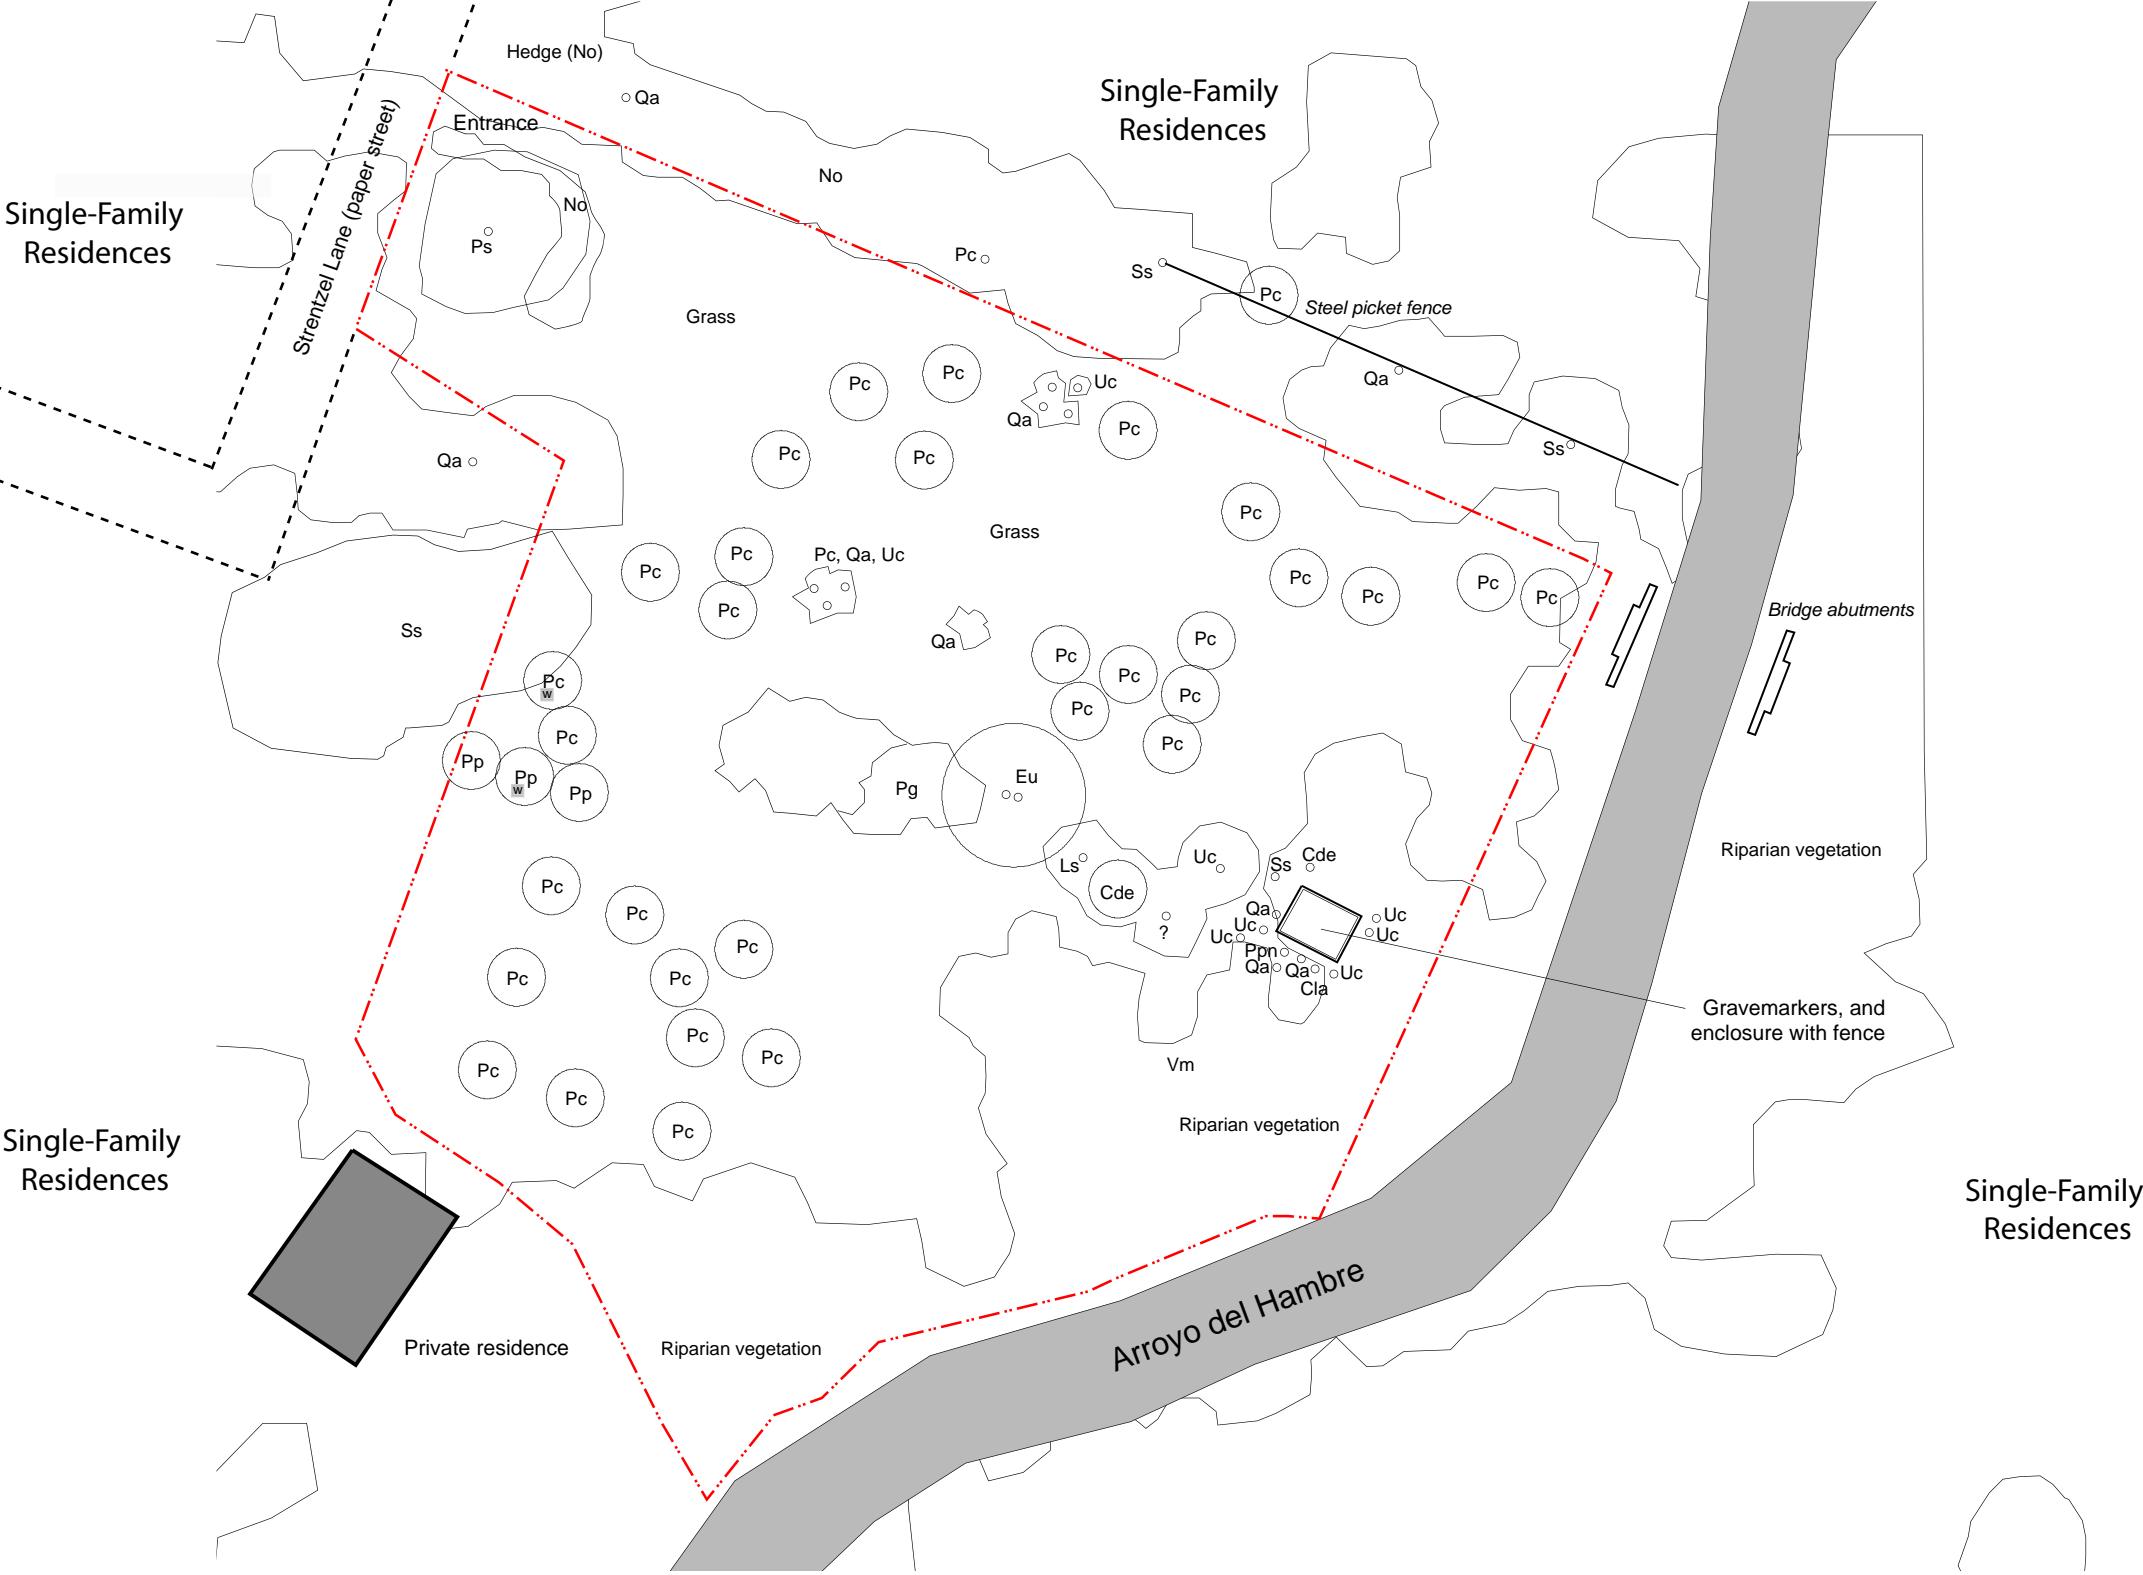 Hedge (No)
Qa
Entrance
Single-Family
Residences
No
Strentzel Lane (paper street)
Single-Family
Residences
No
Ps
Pc
Ss
Pc
Steel picket fence
Grass
Pc
Pc
Uc
Qa
Qa
Pc
Pc
Pc
Qa
Ss
Pc
Grass
Pc, Qa, Uc
Pc
Pc
Pc
Pc
Pc
Pc
Pc
Pc
Bridge abutments
Ss
Qa
Pc
Pc
Pc
Pc
Pc
Pc
w
Pc
Pc
Pp
Pp
w
Pp
Eu
Pg
Riparian vegetation
Ls
Cde
Uc
Ss
Cde
Pc
Pc
Qa
Uc
Uc
Uc
Uc
?
Pc
Ppn
Qa
Qa
Uc
Cla
Pc
Pc
Gravemarkers, and
enclosure with fence
Pc
Pc
Pc
Pc
Vm
Pc
Riparian vegetation
Single-Family
Residences
Single-Family
Residences
Arroyo del Hambre
Private residence
Riparian vegetation